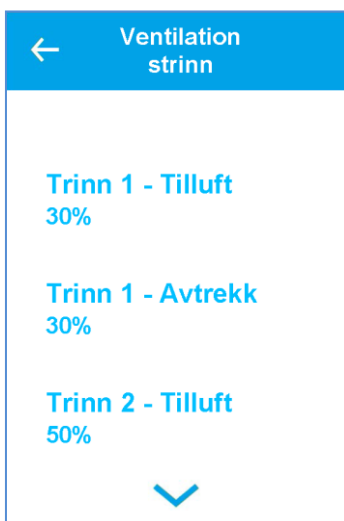 Ventilation
strinn
Trinn 1 - Tilluft
30%
Trinn 1 - Avtrekk
30%
Trinn 2 - Tilluft
50%